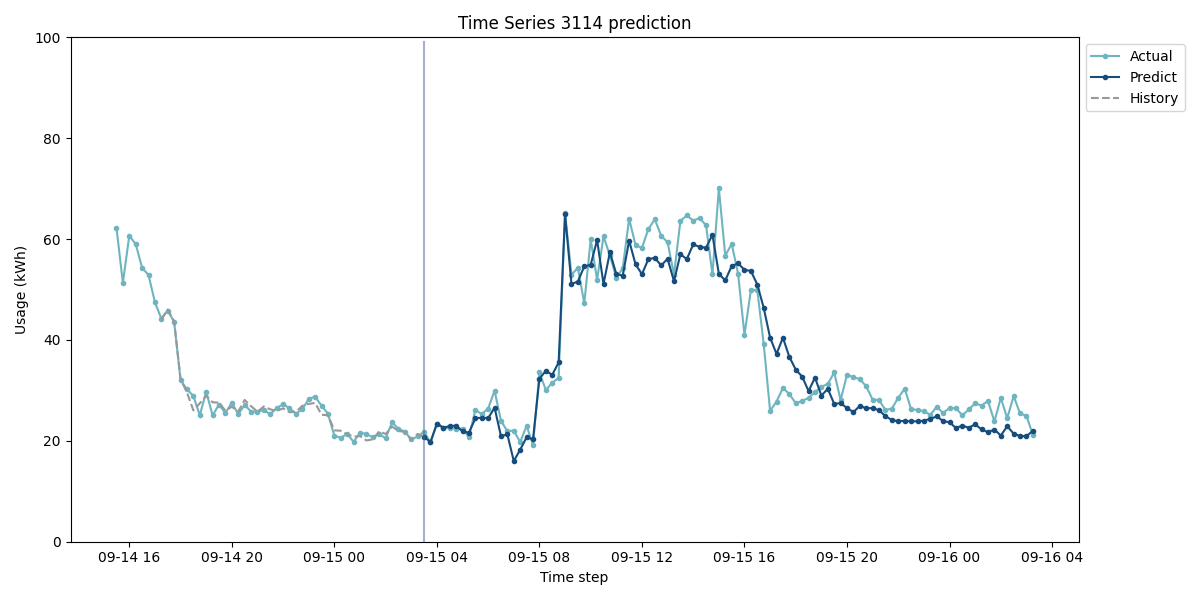 Time Series 3114 prediction
100
80
60
40
20
0
Usage (kWh)
09-14 16
09-14 20
09-15 00
09-15 04
09-15 08
09-15 12
09-15 16
09-15 20
09-16 00
09-16 04
Time step
Actual
Predict
History